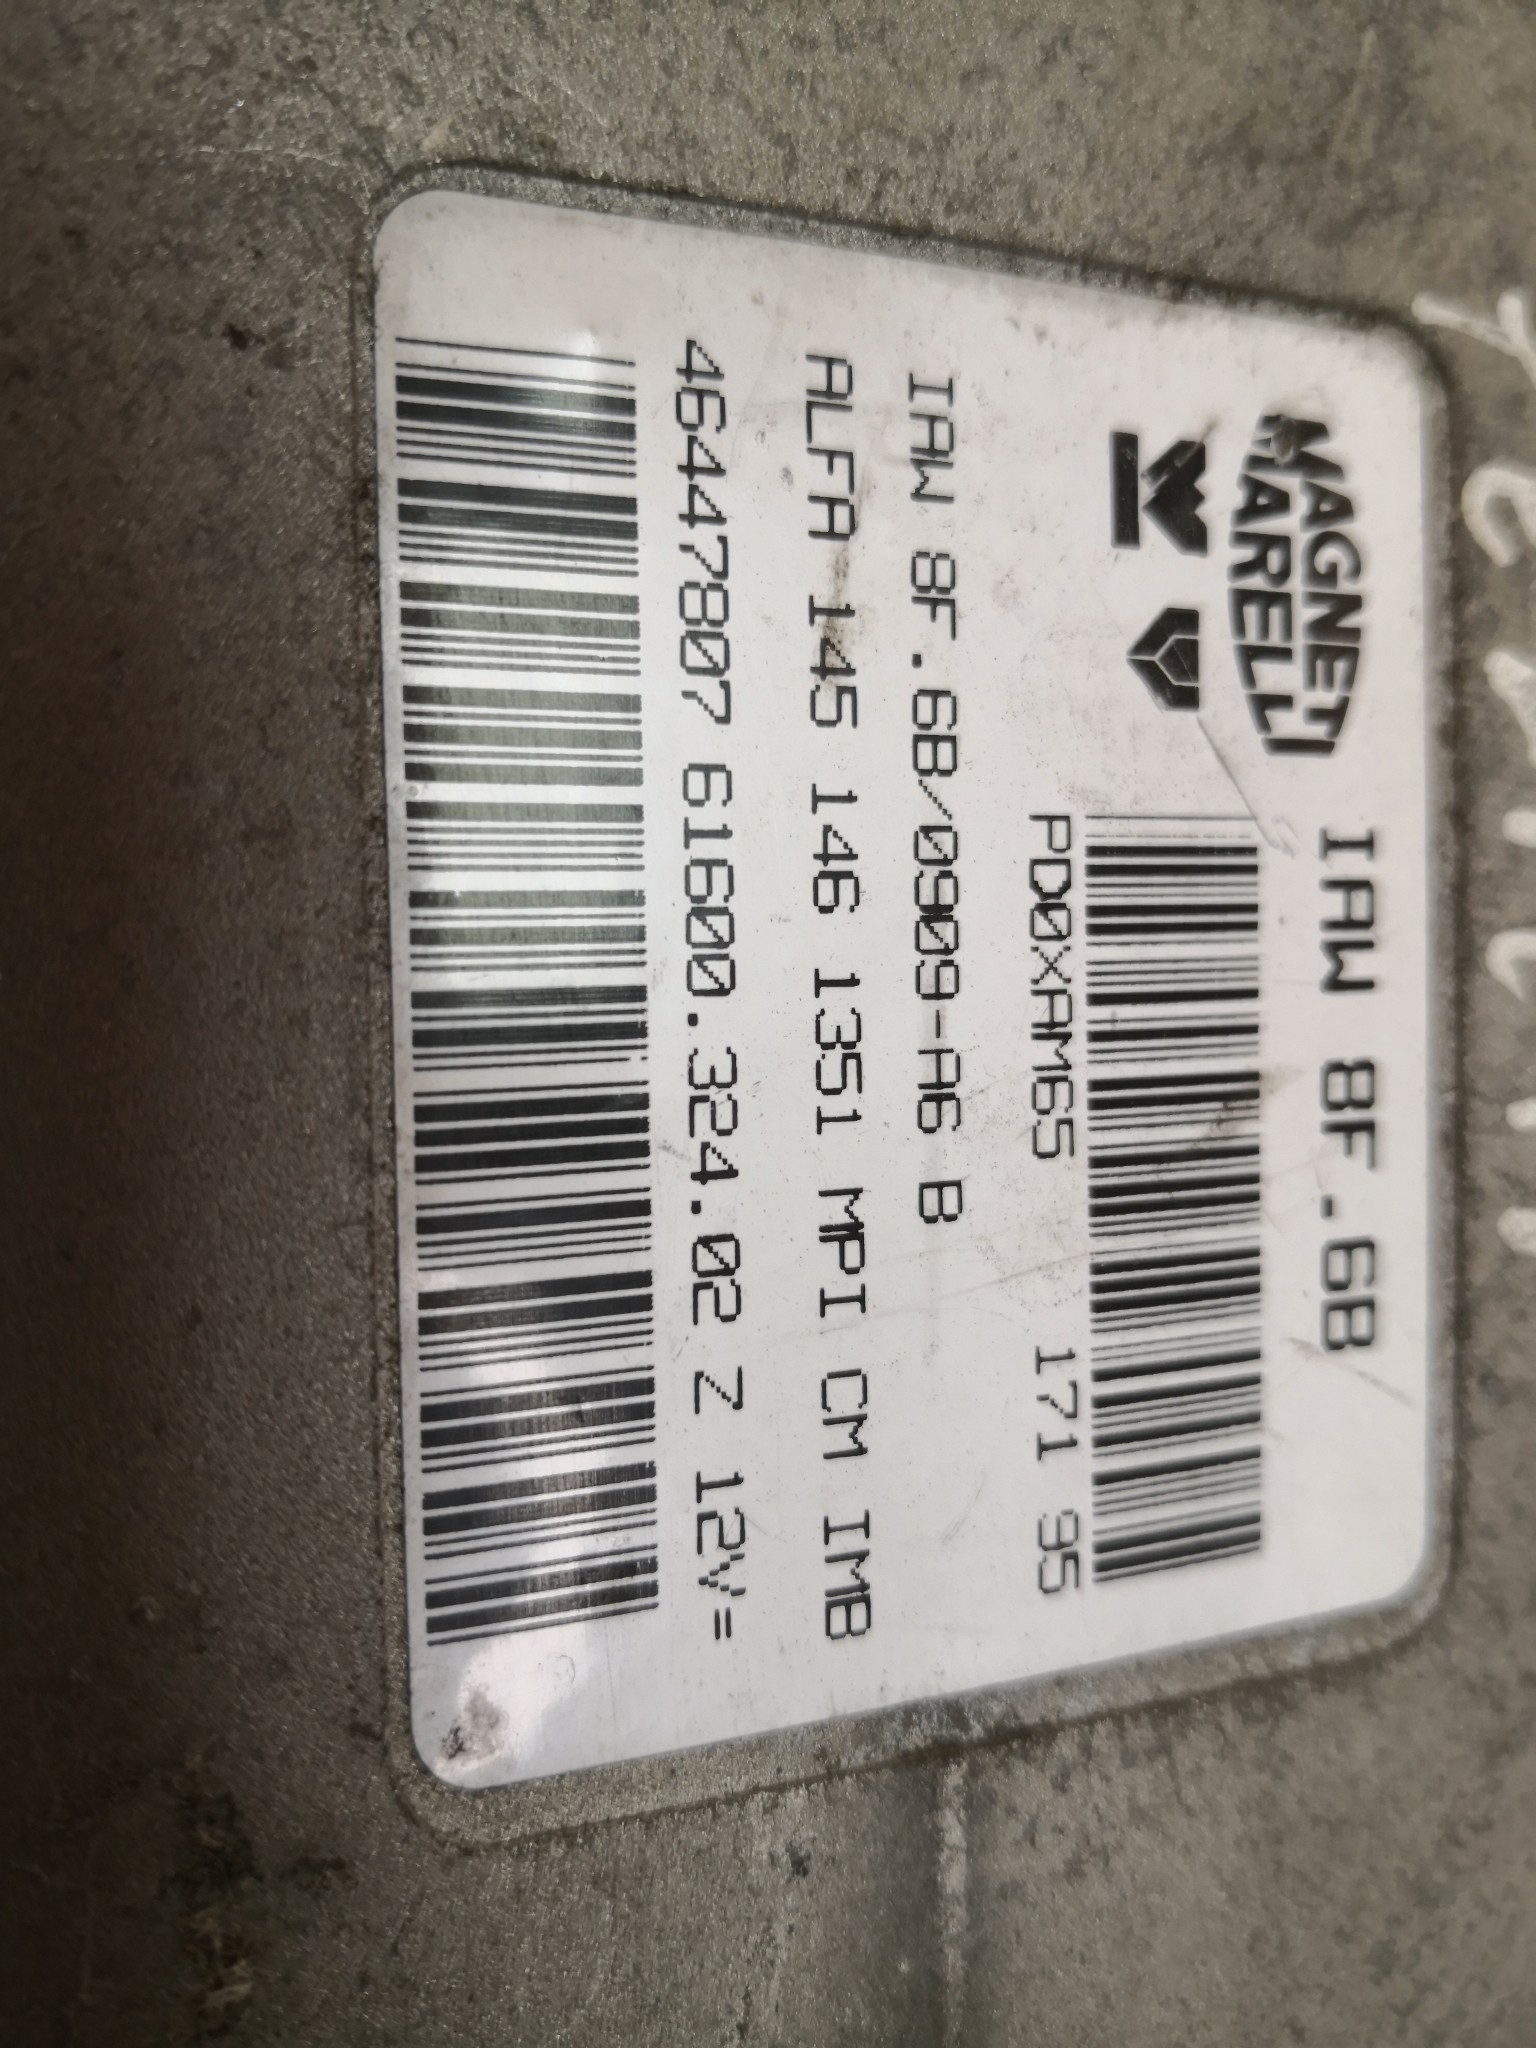 MAGNETI
MARELLI
IAW 8F.6B
PD0XAM65 171 95
IAW 8F.6B/0909-A6 B
ALFA 145 146 1351 MPI CM IMB
46447807 61600.324.02 Z 12V=